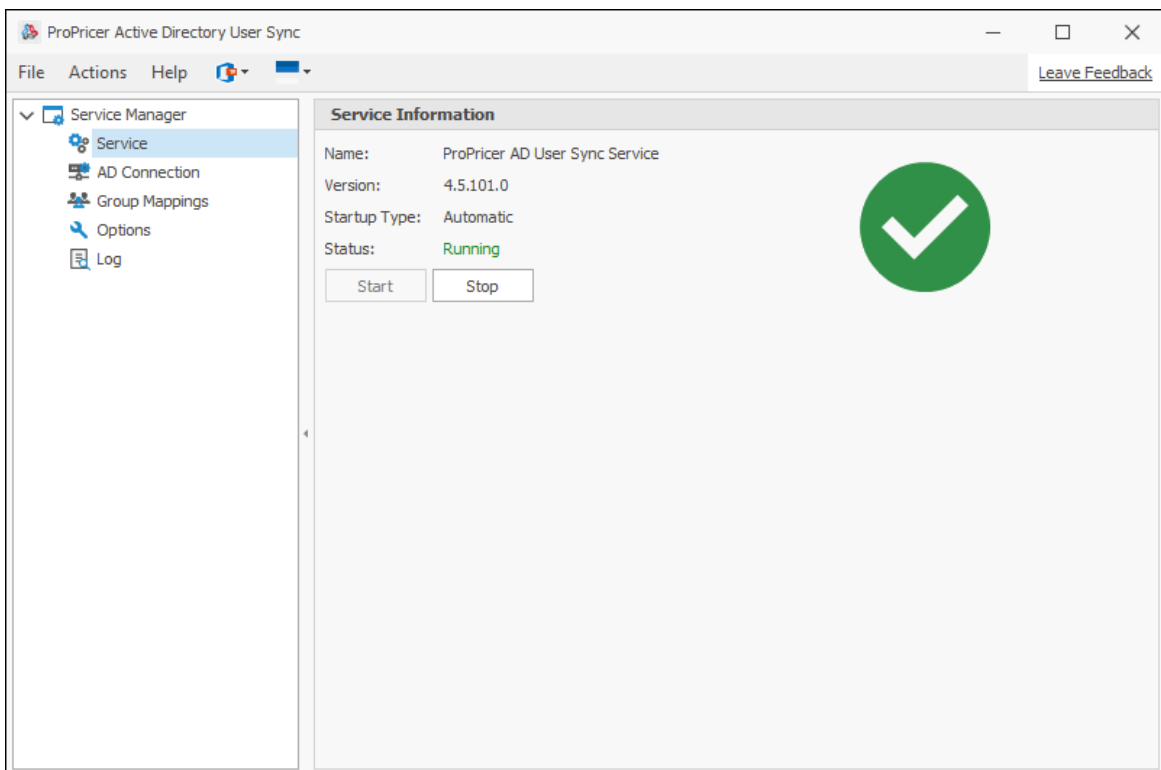 ProPricer Active Directory User Sync
File Actions Help Leave Feedback
Service Manager
Service
AD Connection
Group Mappings
Options
Log
Service Information
Name: ProPricer AD User Sync Service
Version: 4.5.101.0
Startup Type: Automatic
Status: Running
Start Stop